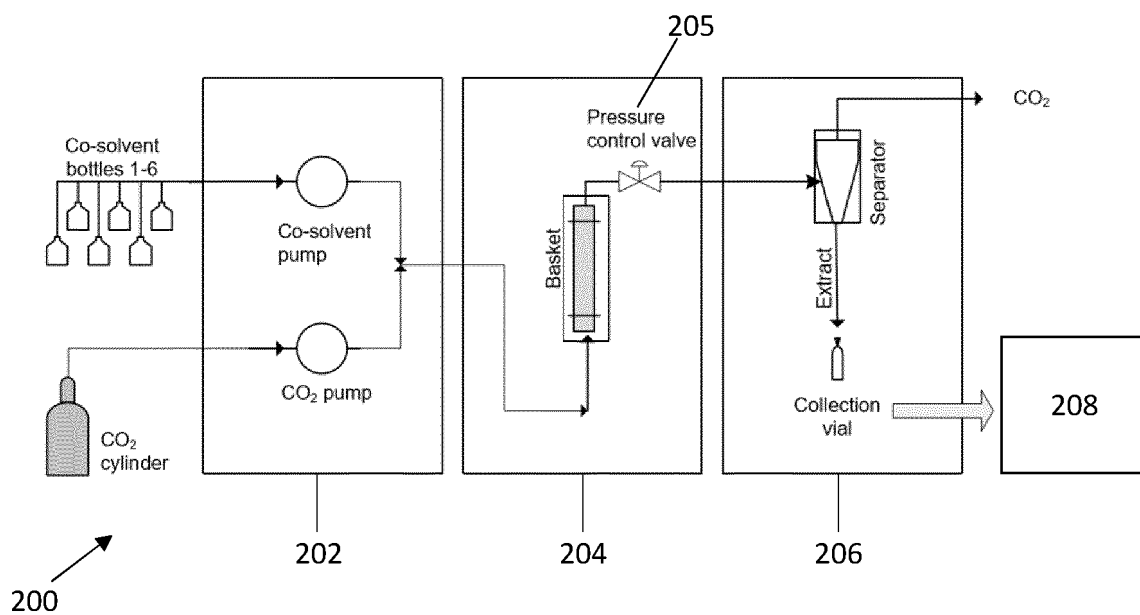 205
Pressure
control valve
CO₂
Co-solvent
bottles 1-6
Separator
Co-solvent
pump
Basket
Extract
CO₂ pump
Collection
vial
208
CO₂
cylinder
202
204
206
200